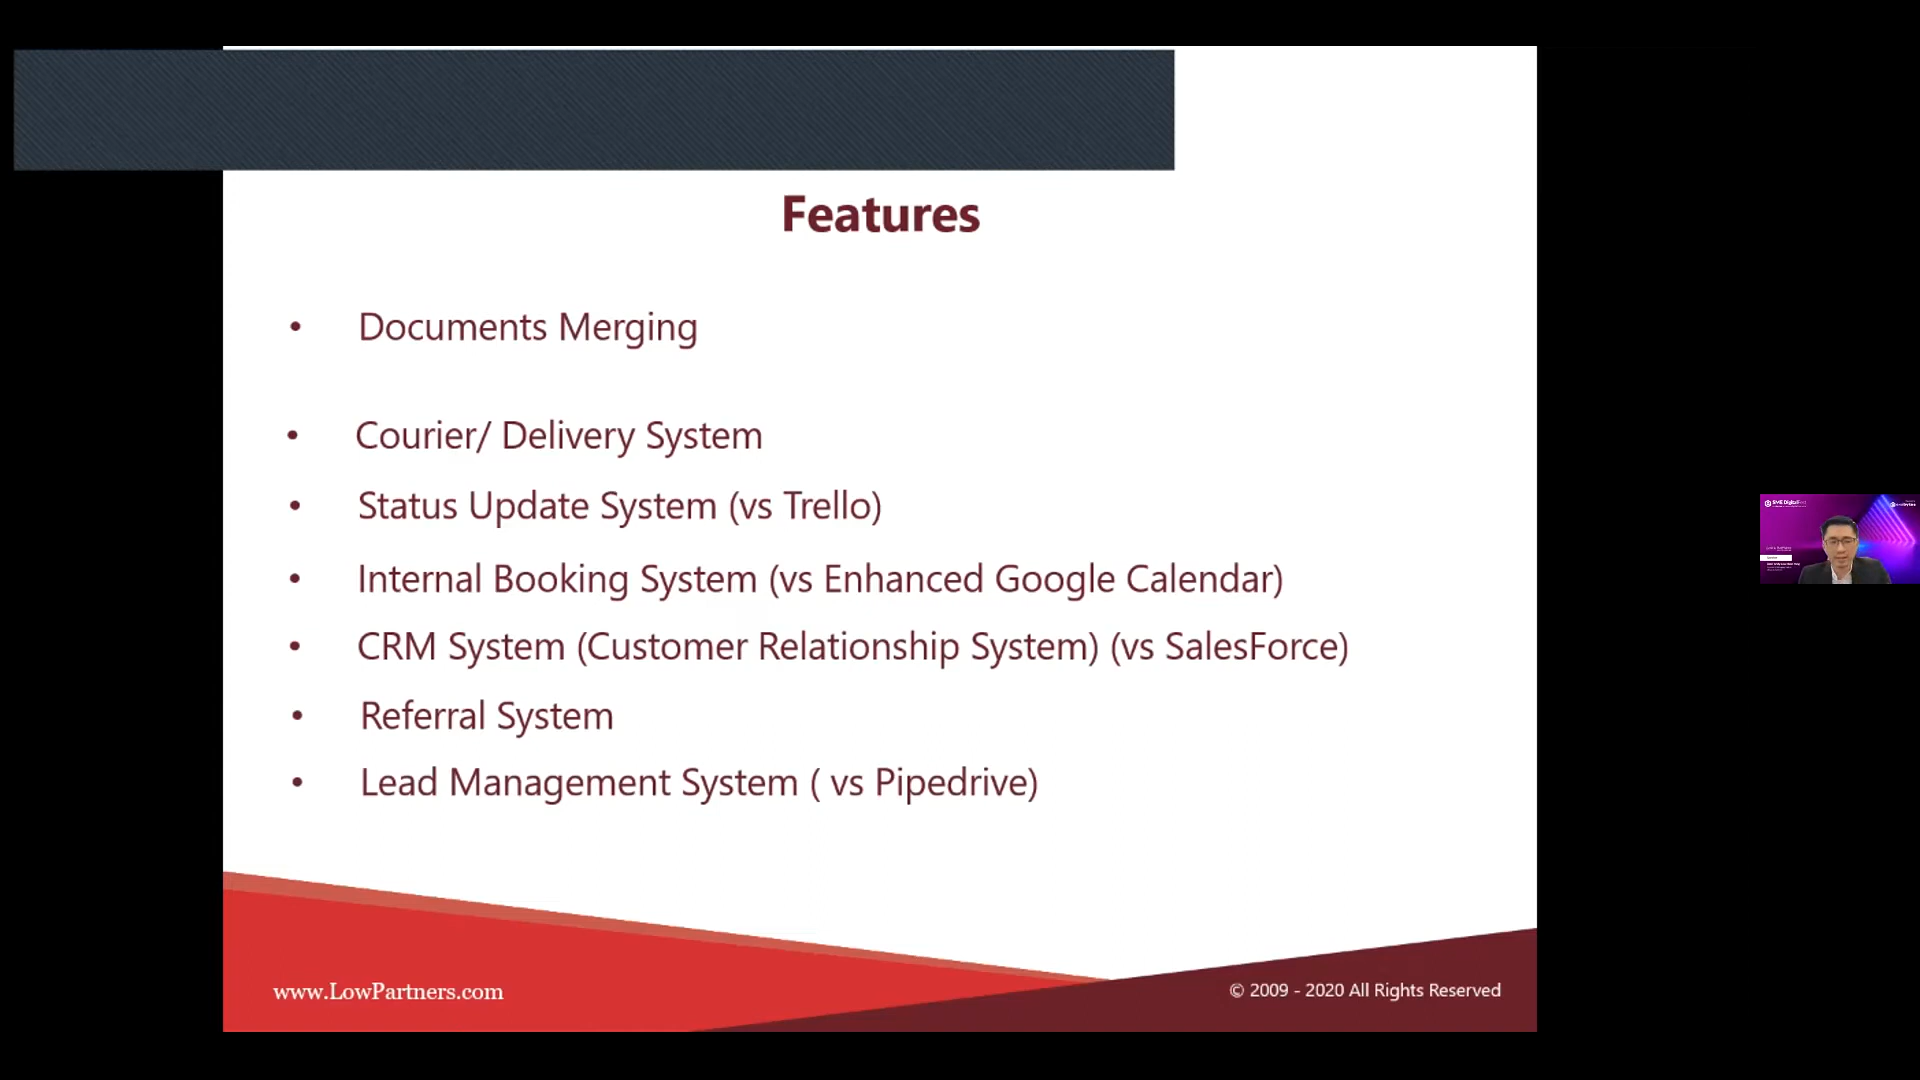 Features
• Documents Merging
• Courier/ Delivery System
• Status Update System (vs Trello)
• Internal Booking System (vs Enhanced Google Calendar)
• CRM System (Customer Relationship System) (vs SalesForce)
• Referral System
• Lead Management System ( vs Pipedrive)
www.LowPartners.com
© 2009 - 2020 All Rights Reserved
SME DigitalFest